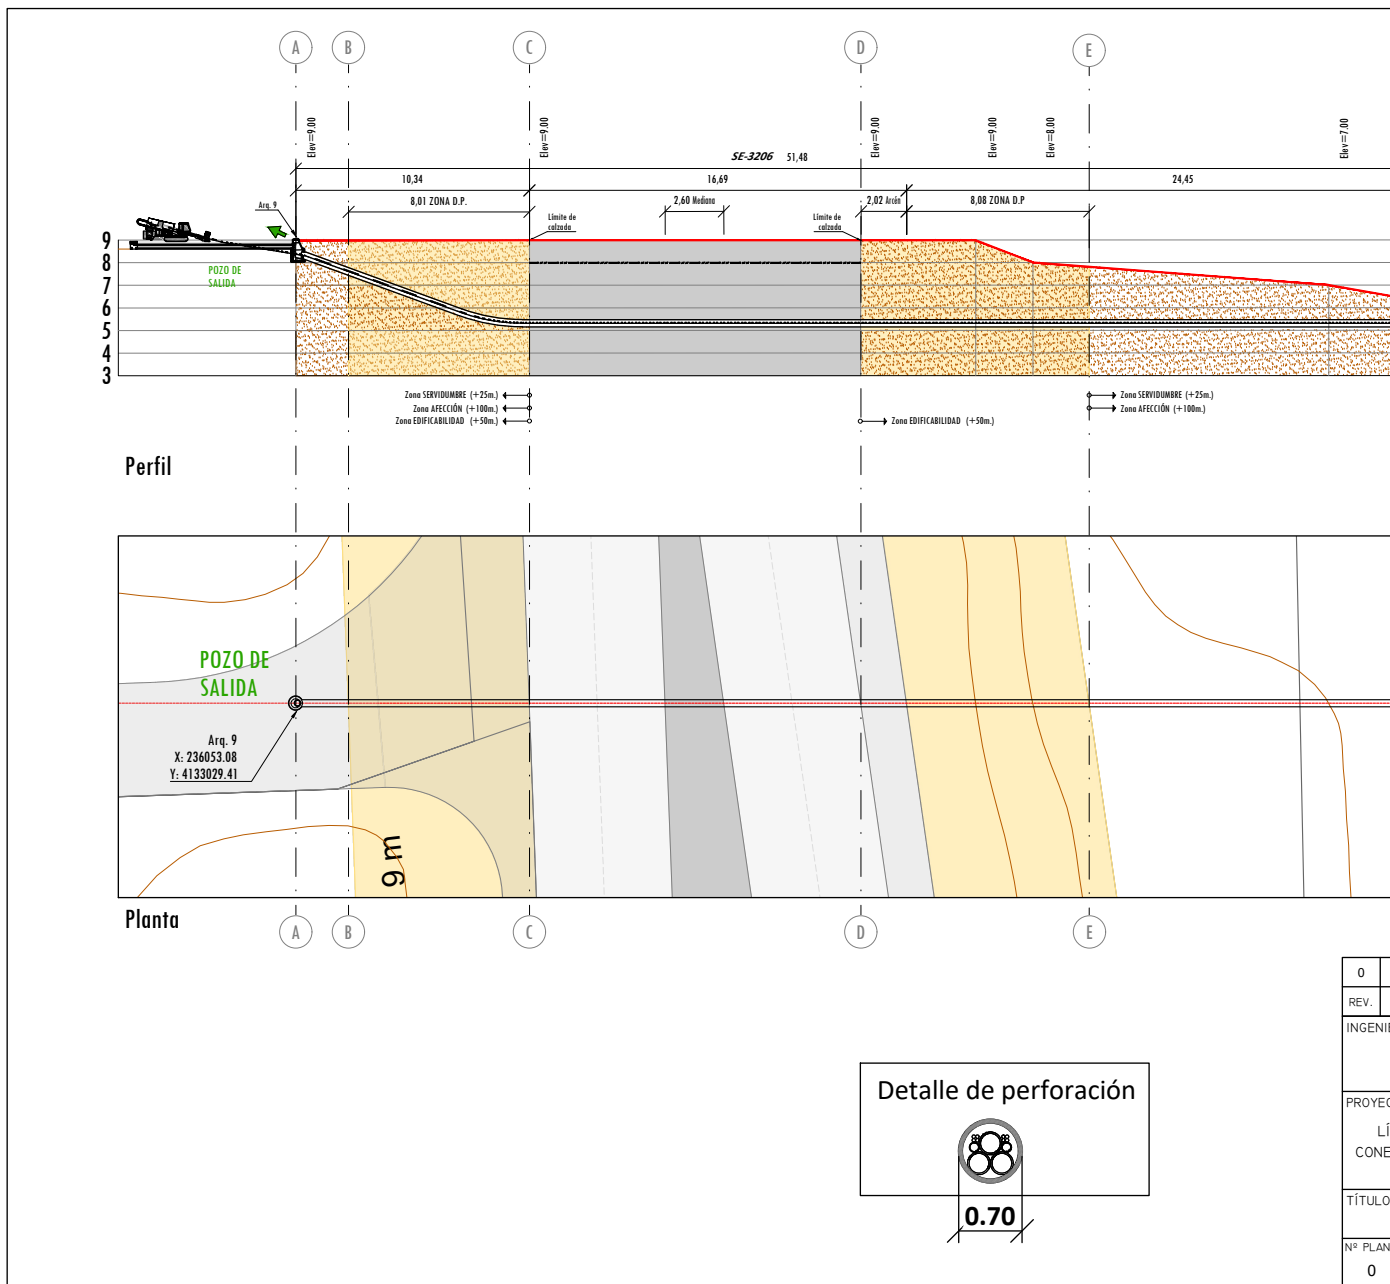 A B C D E
Elev=9.00
Elev=9.00
Elev=9.00
Elev=9.00
Elev=8.00
Elev=7.00
SE-3206 51,48
10,34 16,69 24,45
8,01 ZONA D.P. 2,60 Mediana 2,02 Arcén 8,08 ZONA D.P
Arq. 9
Límite de
calzada
Límite de
calzada
POZO DE
SALIDA
9
8
7
6
5
4
3
Zona SERVIDUMBRE (+25m.)
Zona AFECCIÓN (+100m.)
Zona EDIFICABILIDAD (+50m.)
Zona EDIFICABILIDAD (+50m.)
Zona SERVIDUMBRE (+25m.)
Zona AFECCIÓN (+100m.)
Perfil
POZO DE
SALIDA
Arq. 9
X: 236053.08
Y: 4133029.41
9 m
Planta
A B C D E
Detalle de perforación
0.70
0
REV.
INGENIE
PROYEC
LÍ
CONE
TÍTULO
Nº PLAN
0